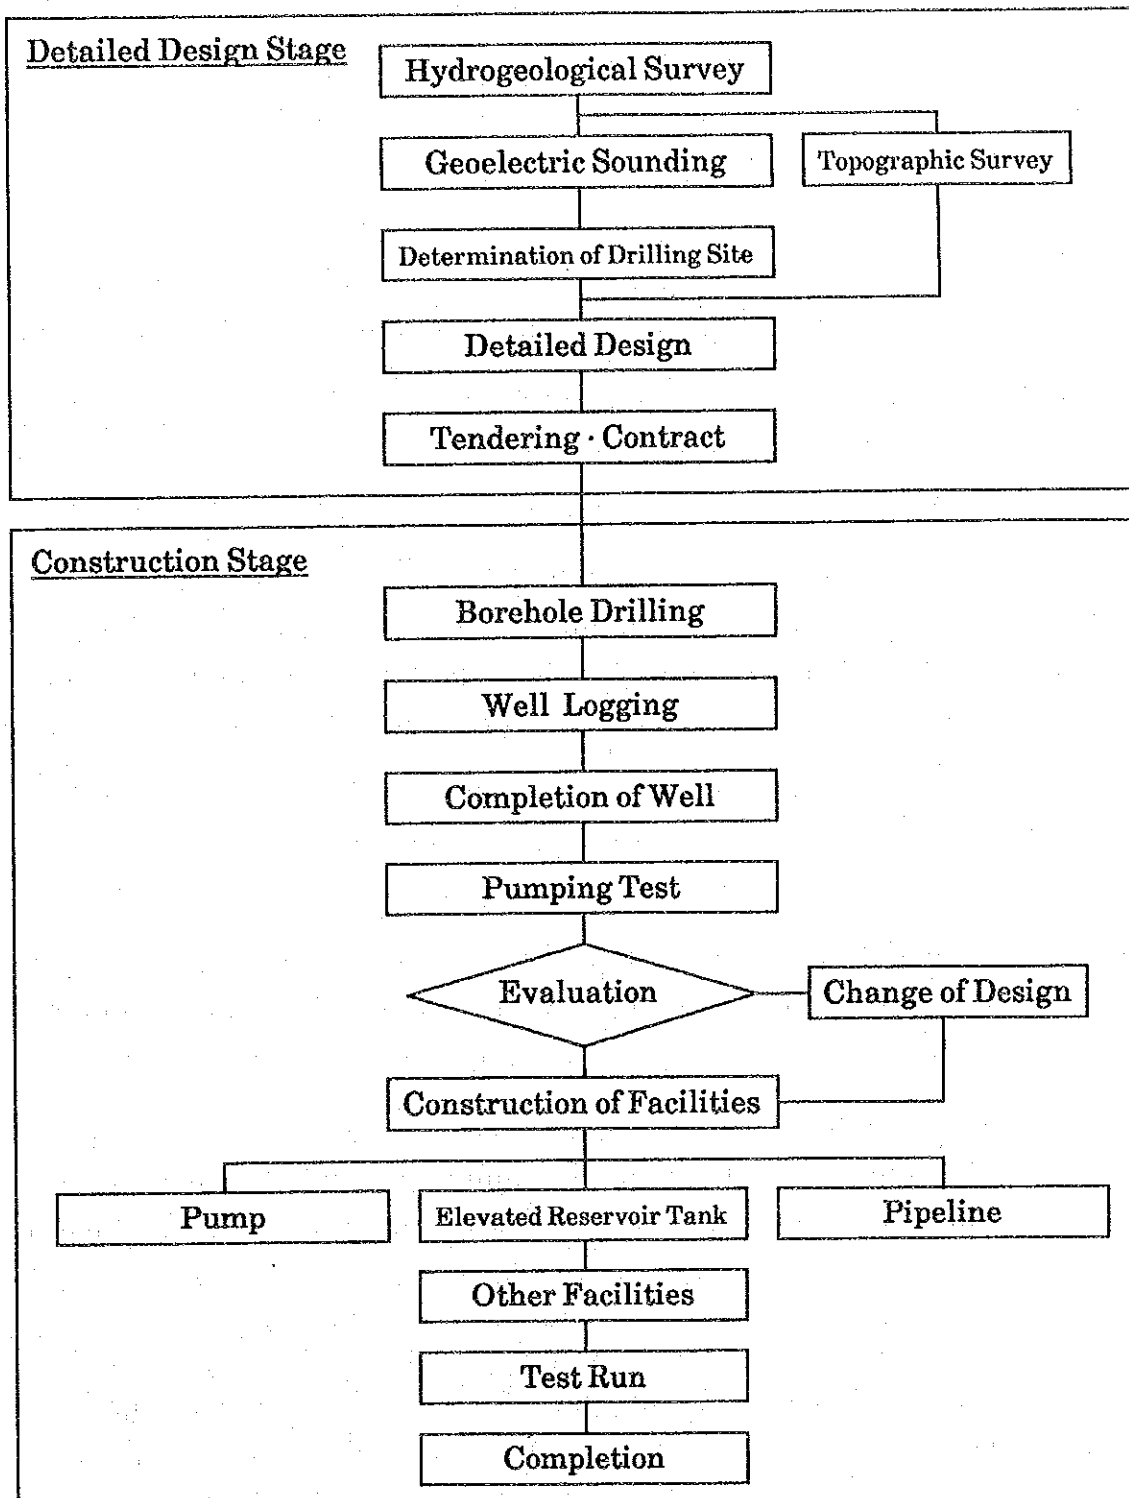 Detailed Design Stage
Hydrogeological Survey
Geoelectric Sounding
Topographic Survey
Determination of Drilling Site
Detailed Design
Tendering · Contract
Construction Stage
Borehole Drilling
Well Logging
Completion of Well
Pumping Test
Evaluation
Change of Design
Construction of Facilities
Pump
Elevated Reservoir Tank
Pipeline
Other Facilities
Test Run
Completion